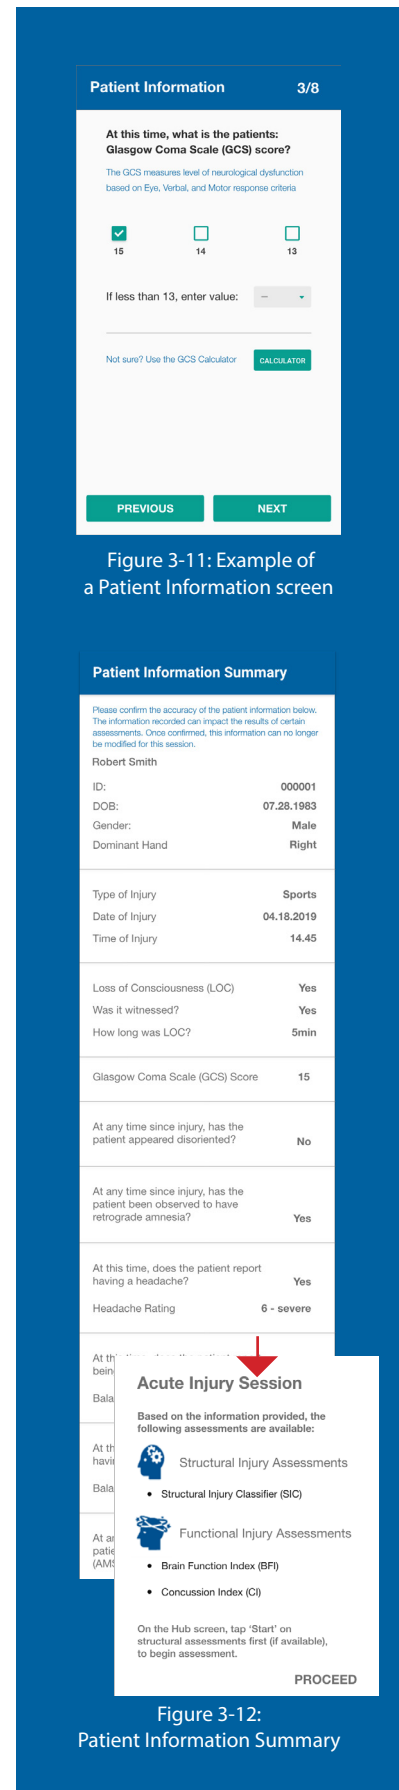 Patient Information 3/8
At this time, what is the patients:
Glasgow Coma Scale (GCS) score?
The GCS measures level of neurological dysfunction
based on Eye, Verbal, and Motor response criteria
15 14 13
If less than 13, enter value: –
Not sure? Use the GCS Calculator CALCULATOR
PREVIOUS NEXT
Figure 3-11: Example of
a Patient Information screen
Patient Information Summary
Please confirm the accuracy of the patient information below.
The information recorded can impact the results of certain
assessments. Once confirmed, this information can no longer
be modified for this session.
Robert Smith
ID: 000001
DOB: 07.28.1983
Gender: Male
Dominant Hand Right
Type of Injury Sports
Date of Injury 04.18.2019
Time of Injury 14.45
Loss of Consciousness (LOC) Yes
Was it witnessed? Yes
How long was LOC? 5min
Glasgow Coma Scale (GCS) Score 15
At any time since injury, has the
patient appeared disoriented? No
At any time since injury, has the
patient been observed to have
retrograde amnesia? Yes
At this time, does the patient report
having a headache? Yes
Headache Rating 6 - severe
At
Bala
At
Bala
At
(AMS
Acute Injury Session
Based on the information provided, the
following assessments are available:
Structural Injury Assessments
• Structural Injury Classifier (SIC)
Functional Injury Assessments
• Brain Function Index (BFI)
• Concussion Index (CI)
On the Hub screen, tap ‘Start’ on
structural assessments first (if available),
to begin assessment.
PROCEED
Figure 3-12:
Patient Information Summary